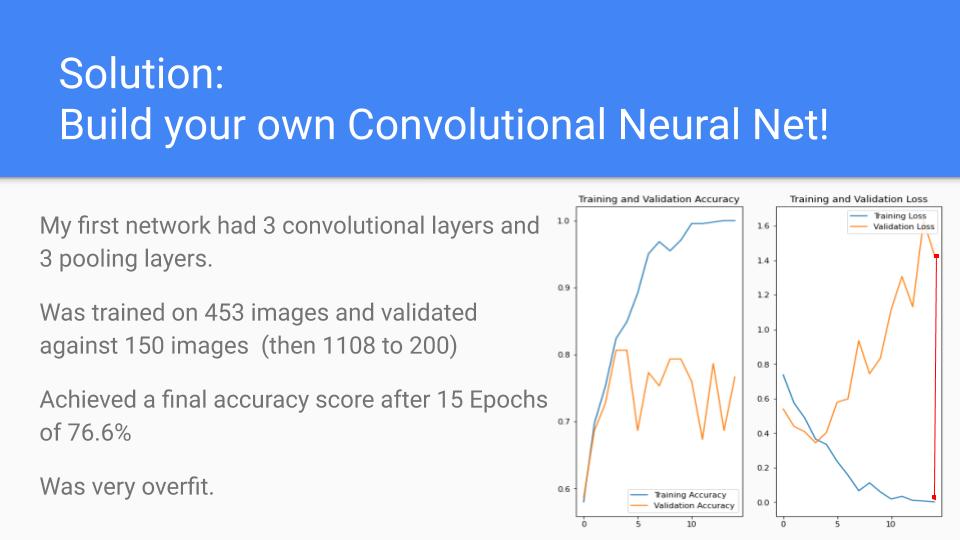 Solution:
Build your own Convolutional Neural Net!
My first network had 3 convolutional layers and
3 pooling layers.
Was trained on 453 images and validated
against 150 images  (then 1108 to 200)
Achieved a final accuracy score after 15 Epochs
of 76.6%
Was very overfit.
Training and Validation Accuracy
1.0
0.9
0.8
0.7
0.6
Training Accuracy
Validation Accuracy
0 5 10
Training and Validation Loss
Training Loss
Validation Loss
1.6
1.4
1.2
1.0
0.8
0.6
0.4
0.2
0.0
0 5 10